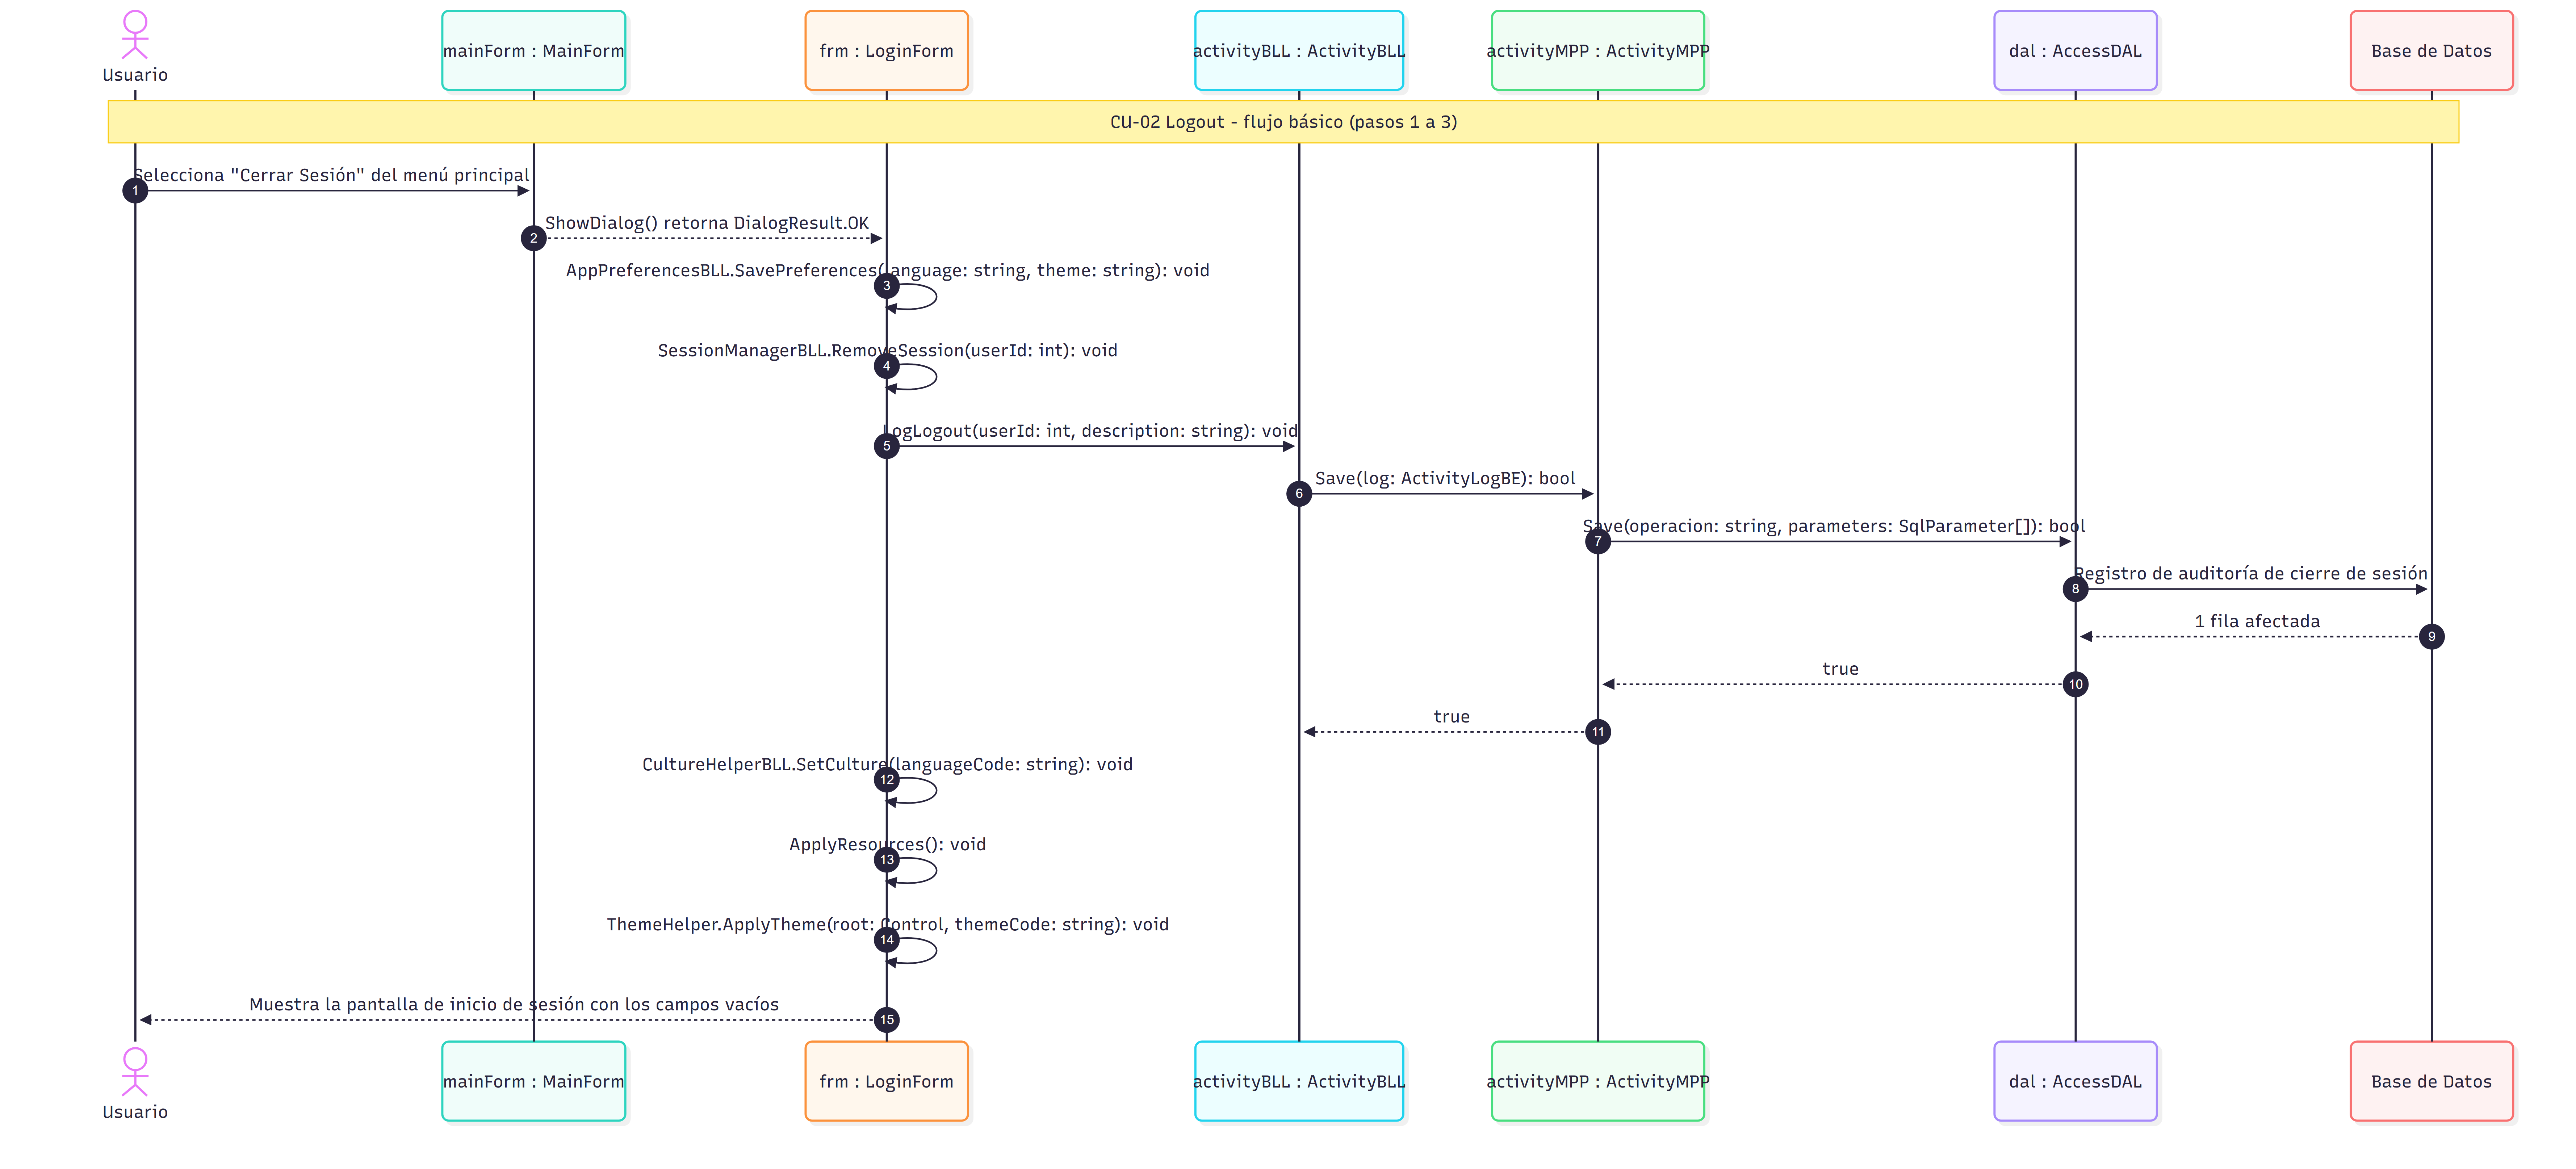 Usuario
mainForm : MainForm
frm : LoginForm
activityBLL : ActivityBLL
activityMPP : ActivityMPP
dal : AccessDAL
Base de Datos
CU-02 Logout - flujo básico (pasos 1 a 3)
Selecciona "Cerrar Sesión" del menú principal
1
ShowDialog() retorna DialogResult.OK
2
AppPreferencesBLL.SavePreferences(language: string, theme: string): void
3
SessionManagerBLL.RemoveSession(userId: int): void
4
LogLogout(userId: int, description: string): void
5
Save(log: ActivityLogBE): bool
6
Save(operacion: string, parameters: SqlParameter[]): bool
7
Registro de auditoría de cierre de sesión
8
1 fila afectada
9
true
10
true
11
CultureHelperBLL.SetCulture(languageCode: string): void
12
ApplyResources(): void
13
ThemeHelper.ApplyTheme(root: Control, themeCode: string): void
14
Muestra la pantalla de inicio de sesión con los campos vacíos
15
Usuario
mainForm : MainForm
frm : LoginForm
activityBLL : ActivityBLL
activityMPP : ActivityMPP
dal : AccessDAL
Base de Datos